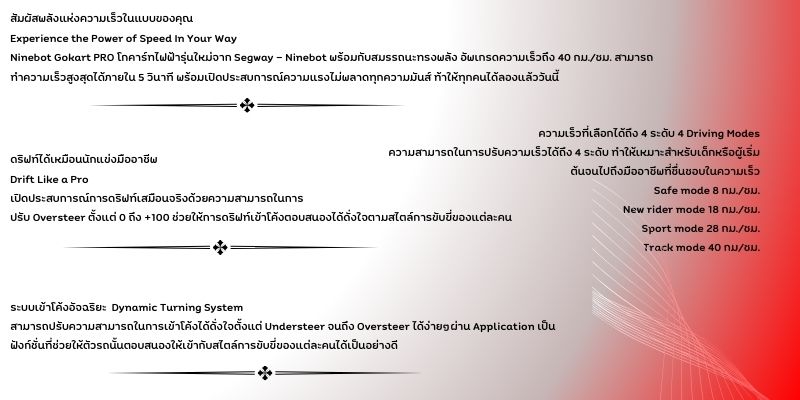 สัมผัสพลังแห่งความเร็วในแบบของคุณ
Experience the Power of Speed In Your Way
Ninebot Gokart PRO โกคาร์ทไฟฟ้ารุ่นใหม่จาก Segway – Ninebot พร้อมกับสมรรถนะทรงพลัง อัพเกรดความเร็วถึง 40 กม./ชม. สามารถ
ทำความเร็วสูงสุดได้ภายใน 5 วินาที พร้อมเปิดประสบการณ์ความแรงไม่พลาดทุกความมันส์ ทำให้ทุกคนได้ลองแล้ววันนี้
ความเร็วที่เลือกได้ถึง 4 ระดับ 4 Driving Modes
ความสามารถในการปรับความเร็วได้ถึง 4 ระดับ ทำให้เหมาะสำหรับเด็กหรือผู้เริ่ม
ต้นจนไปถึงมืออาชีพที่ชื่นชอบในความเร็ว
Safe mode 8 กม./ชม.
New rider mode 18 กม./ชม.
Sport mode 28 กม./ชม.
Track mode 40 กม./ชม.
ดริฟท์ได้เหมือนนักแข่งมืออาชีพ
Drift Like a Pro
เปิดประสบการณ์การดริฟท์เสมือนจริงด้วยความสามารถในการ
ปรับ Oversteer ตั้งแต่ 0 ถึง +100 ช่วยให้การดริฟท์เข้าโค้งตอบสนองได้ดั่งใจตามสไตล์การขับขี่ของแต่ละคน
ระบบเข้าโค้งอัจฉริยะ Dynamic Turning System
สามารถปรับความสามารถในการเข้าโค้งได้ดั่งใจตั้งแต่ Understeer จนถึง Oversteer ได้ง่ายๆผ่าน Application เป็น
ฟังก์ชั่นที่ช่วยให้ตัวรถนั้นตอบสนองให้เข้ากับสไตล์การขับขี่ของแต่ละคนได้เป็นอย่างดี